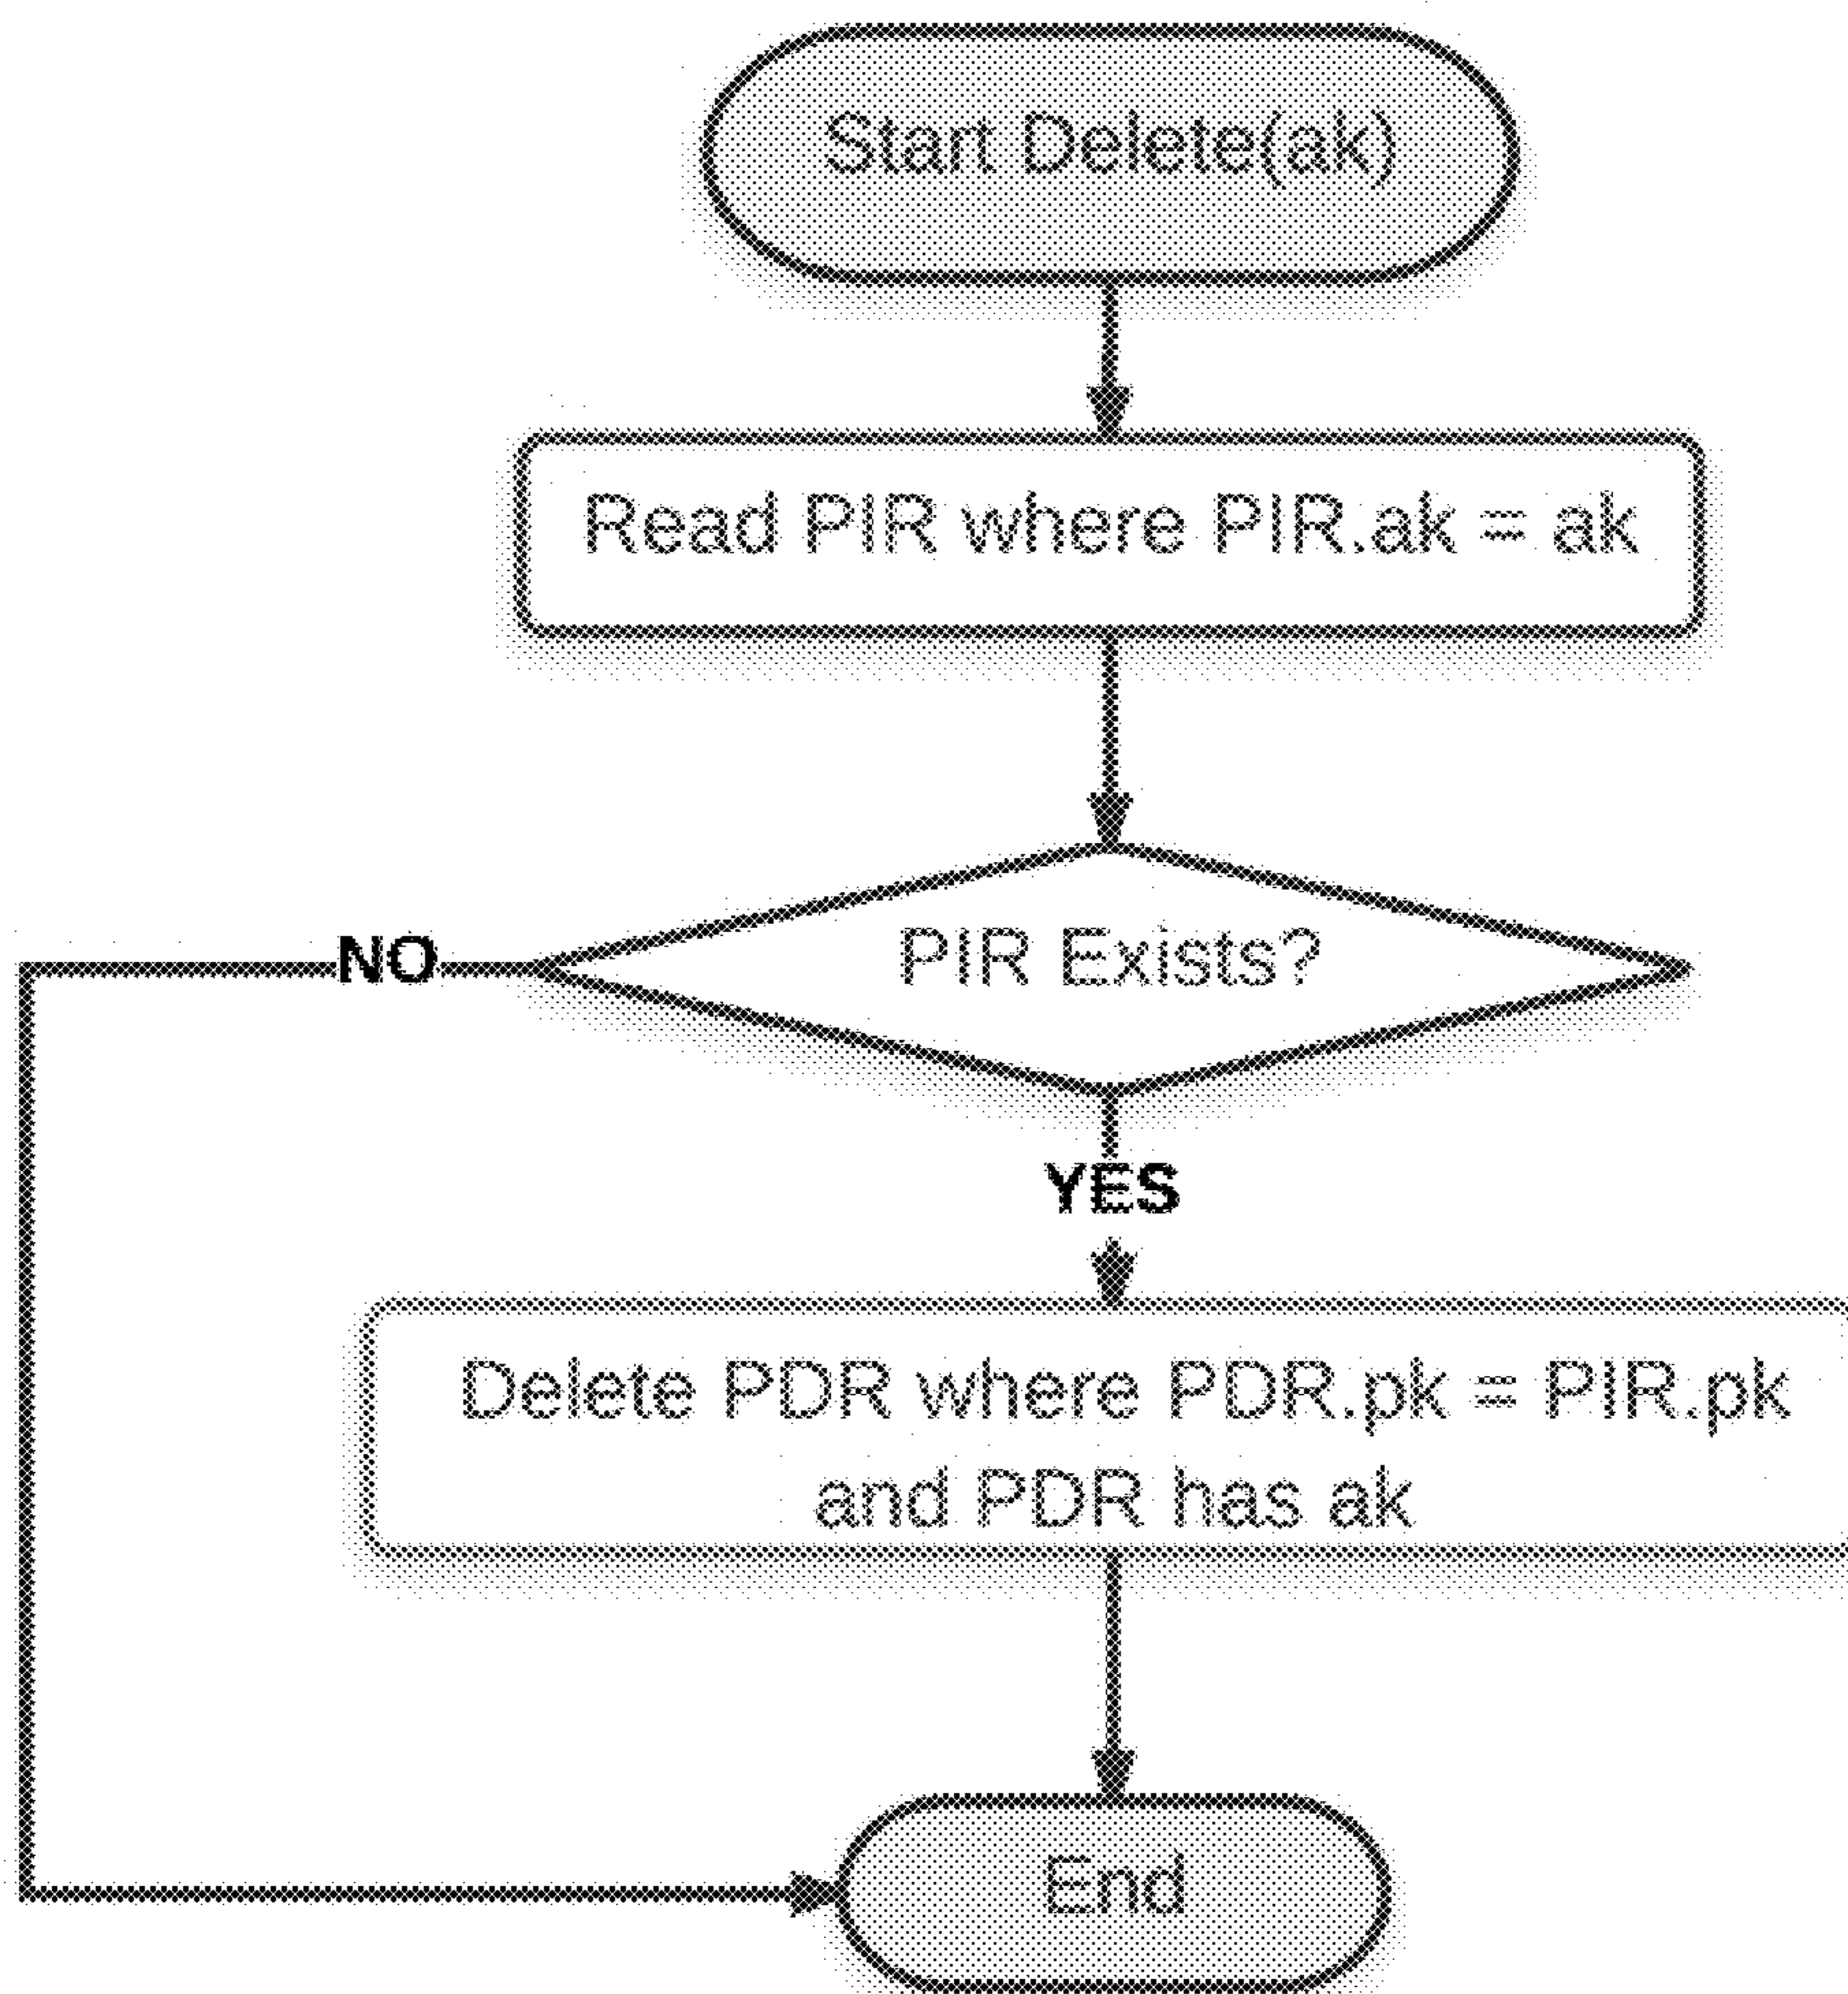 Start Delete(ak)
Read PIR where PIR.ak = ak
PIR Exists?
NO
YES
Delete PDR where PDR.pk = PIR.pk
and PDR has ak
End